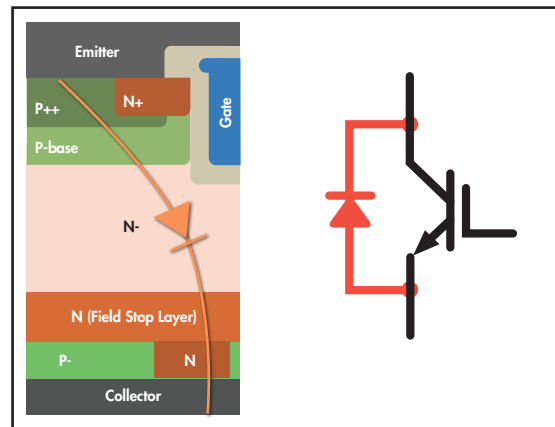 Emitter
P++
N+
Gate
P-base
N-
N (Field Stop Layer)
P-
N
Collector